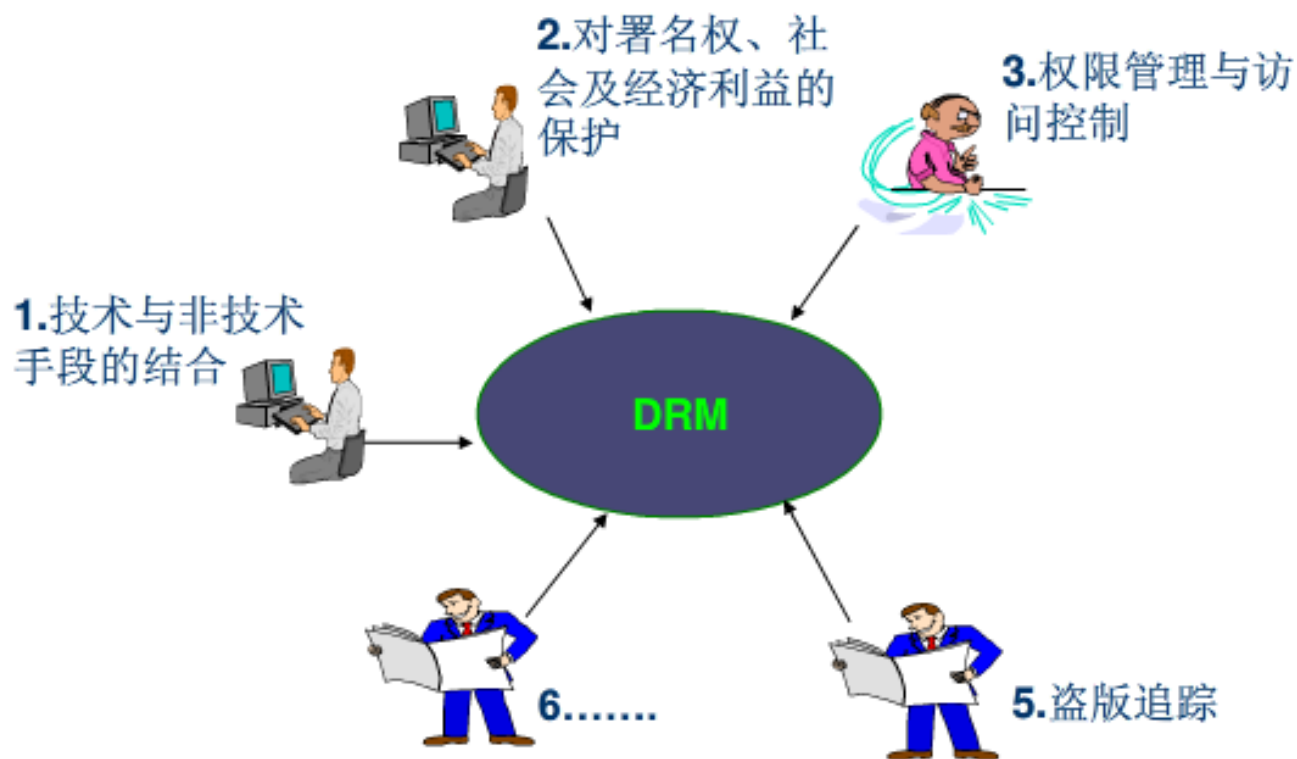 2.对署名权、社
会及经济利益的
保护
3.权限管理与访
问控制
1.技术与非技术
手段的结合
DRM
6.......
5.盗版追踪